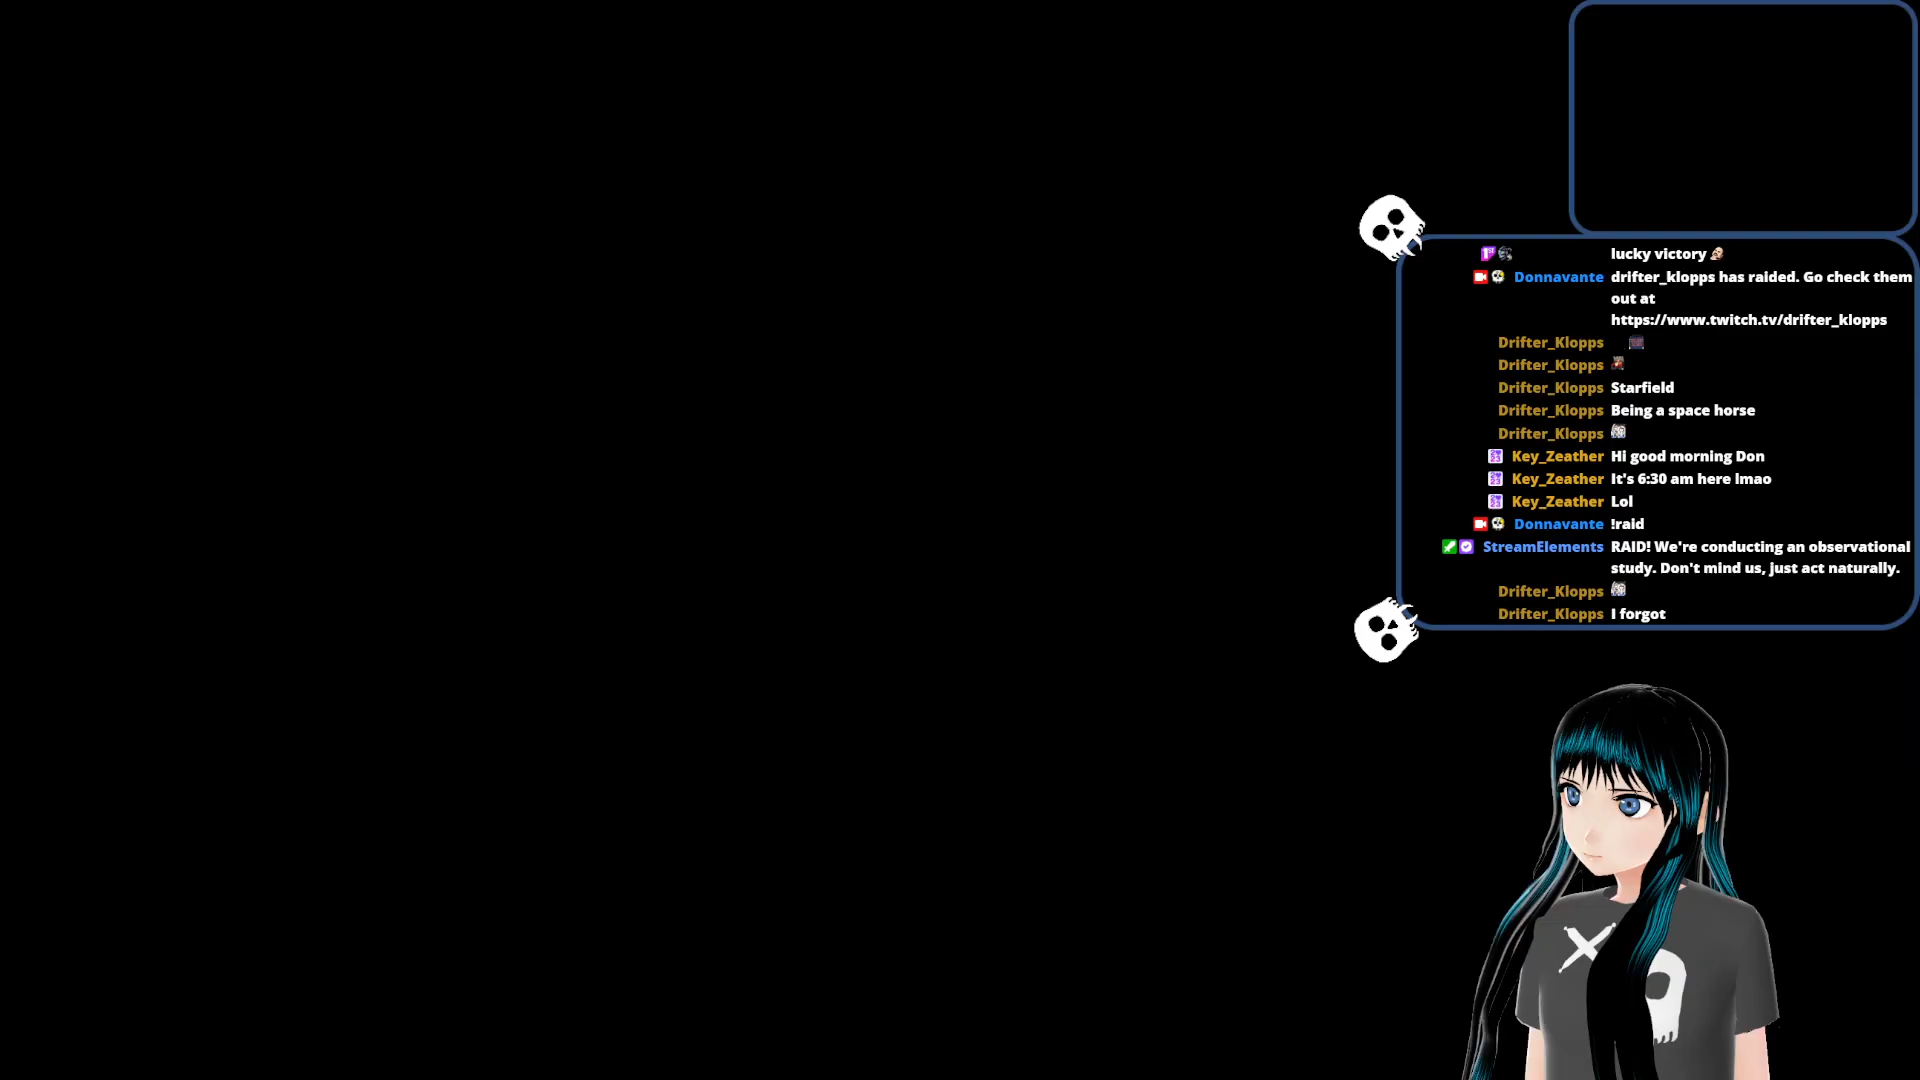 lucky victory
Donnavante drifter_klopps has raided. Go check them
out at
https://www.twitch.tv/drifter_klopps
Drifter_Klopps
Drifter_Klopps
Drifter_Klopps Starfield
Drifter_Klopps Being a space horse
Drifter_Klopps
Key_Zeather Hi good morning Don
Key_Zeather It's 6:30 am here lmao
Key_Zeather Lol
Donnavante !raid
StreamElements RAID! We're conducting an observational
study. Don't mind us, just act naturally.
Drifter_Klopps
Drifter_Klopps I forgot